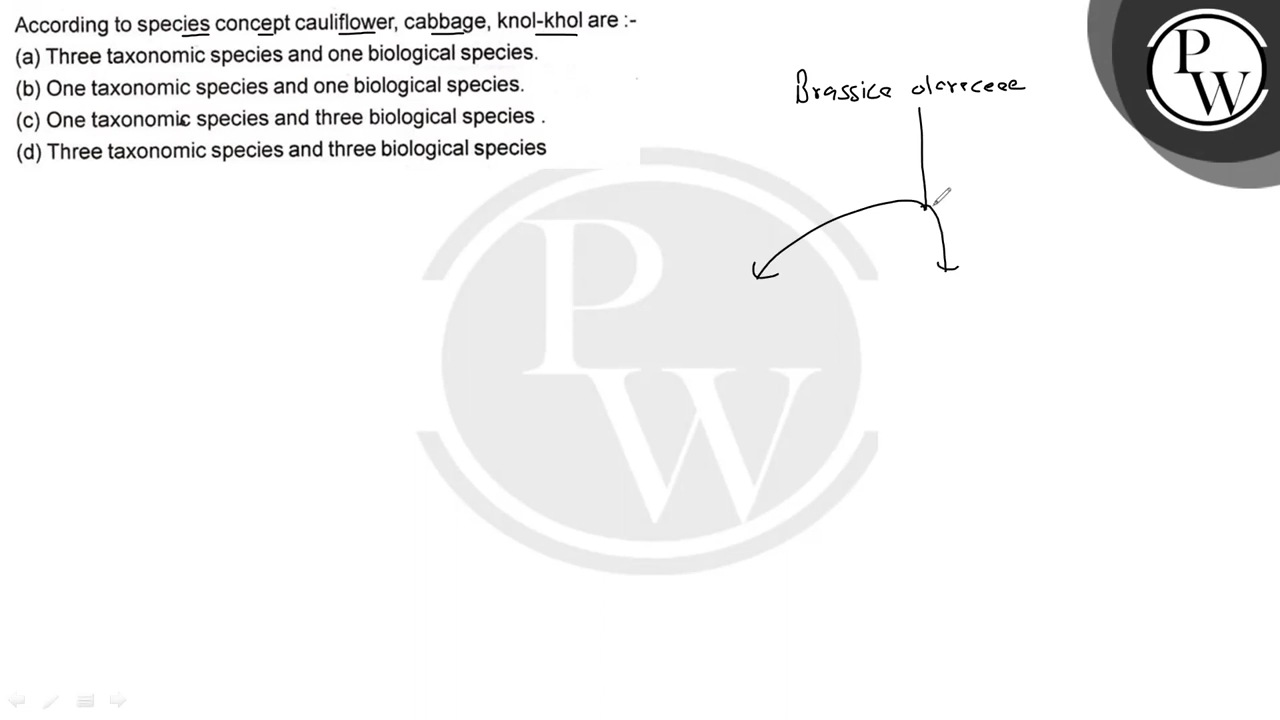 According to species concept cauliflower, cabbage, knol-khol are :-
(a) Three taxonomic species and one biological species.
(b) One taxonomic species and one biological species.
(c) One taxonomic species and three biological species .
(d) Three taxonomic species and three biological species
Brassica oleraceae
P
W
P
W